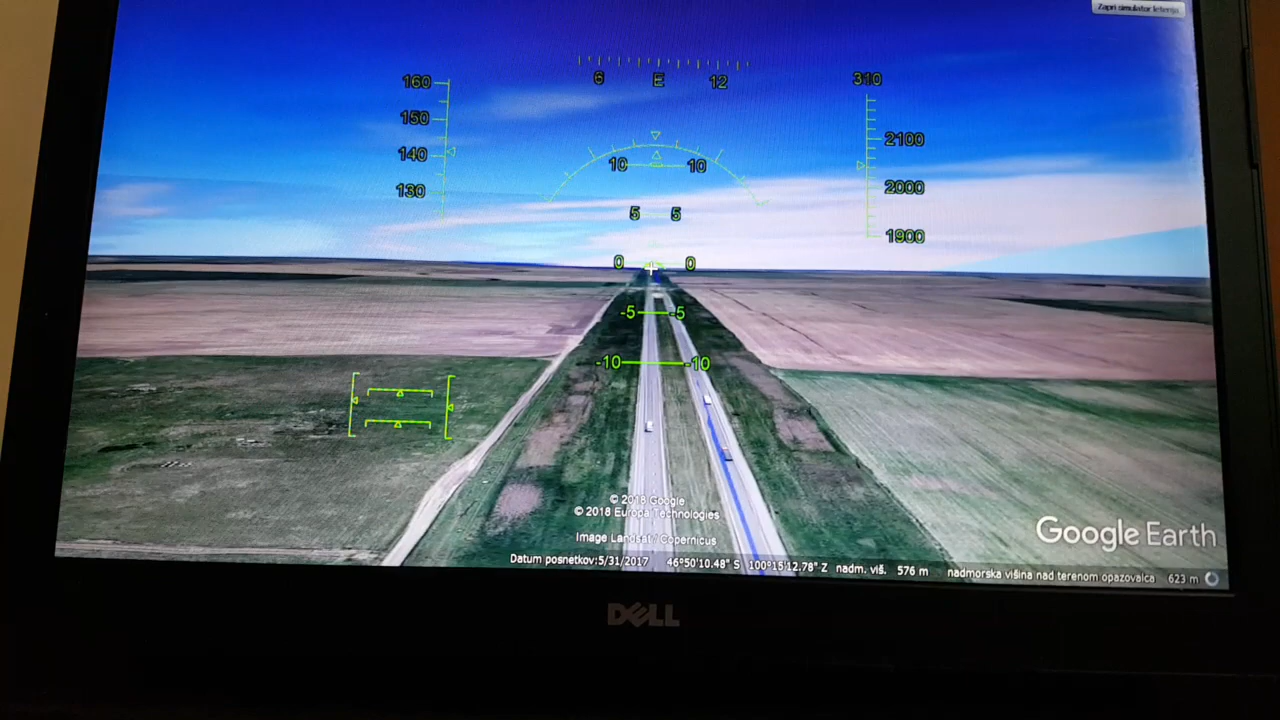 Zapri simulator letenja
6 E 12
160
150
140
130
310
2100
2000
1900
10 10
5 5
0 0
-5 -5
-10 -10
© 2018 Google
© 2018 Europa Technologies
Image Landsat / Copernicus
Google Earth
Datum posnetkov:5/31/2017 46°50'10.48" S 100°15'12.78" Z nadm. viš. 576 m nadmorska višina nad terenom opazovalca 623 m
DELL